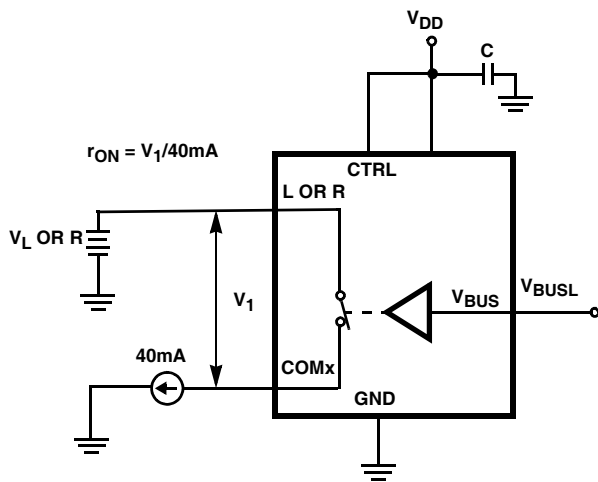 VDD
C
rON = V1/40mA
CTRL
L OR R
VL OR R
V1
VBUS
VBUSL
40mA
COMx
GND